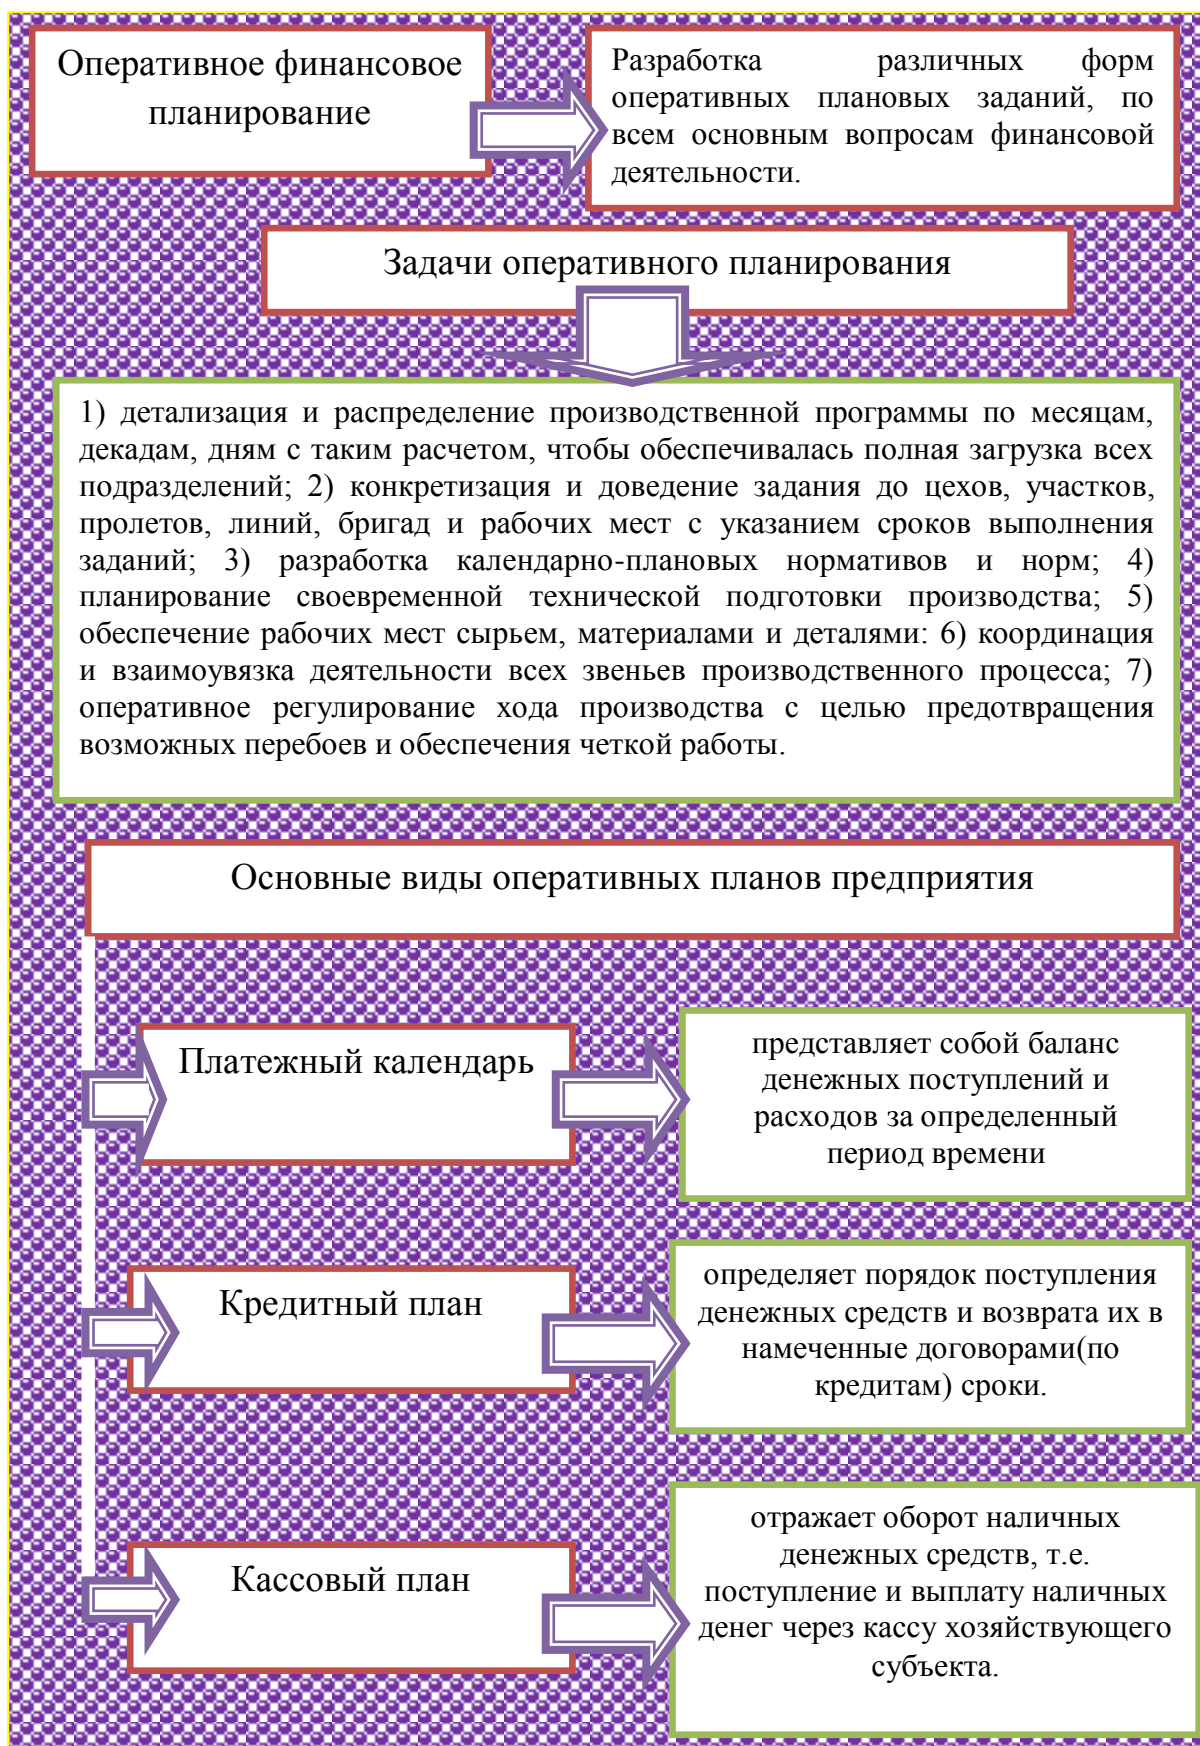 Оперативное финансовое
планирование
Разработка различных форм
оперативных плановых заданий, по
всем основным вопросам финансовой
деятельности.
Задачи оперативного планирования
1) детализация и распределение производственной программы по месяцам,
декадам, дням с таким расчетом, чтобы обеспечивалась полная загрузка всех
подразделений; 2) конкретизация и доведение задания до цехов, участков,
пролетов, линий, бригад и рабочих мест с указанием сроков выполнения
заданий; 3) разработка календарно-плановых нормативов и норм; 4)
планирование своевременной технической подготовки производства; 5)
обеспечение рабочих мест сырьем, материалами и деталями: 6) координация
и взаимоувязка деятельности всех звеньев производственного процесса; 7)
оперативное регулирование хода производства с целью предотвращения
возможных перебоев и обеспечения четкой работы.
Основные виды оперативных планов предприятия
Платежный календарь
представляет собой баланс
денежных поступлений и
расходов за определенный
период времени
Кредитный план
определяет порядок поступления
денежных средств и возврата их в
намеченные договорами(по
кредитам) сроки.
Кассовый план
отражает оборот наличных
денежных средств, т.е.
поступление и выплату наличных
денег через кассу хозяйствующего
субъекта.